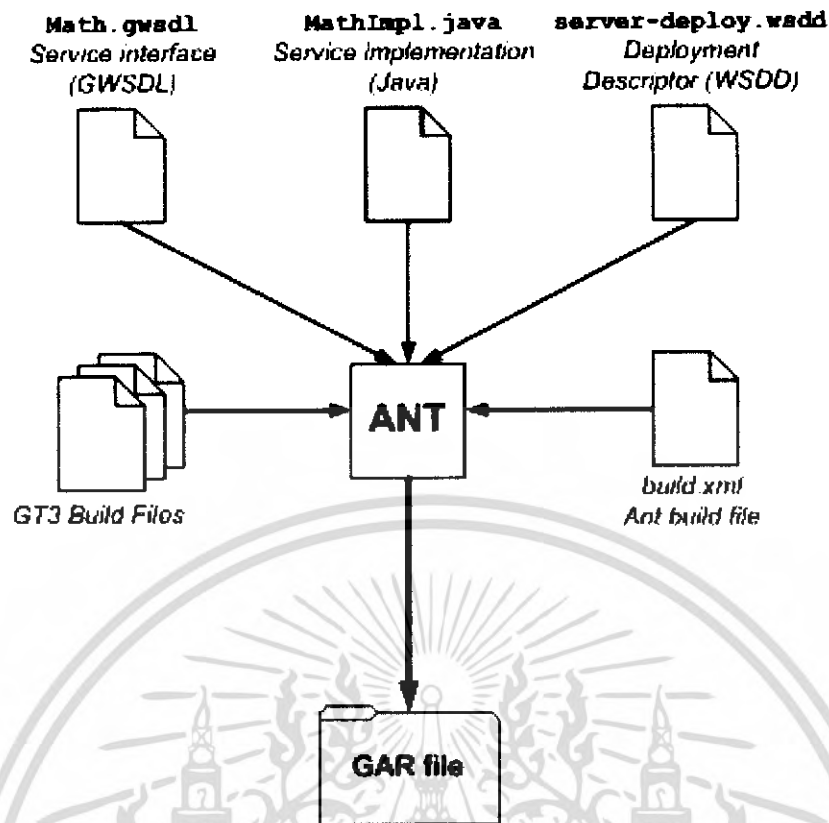 Math.gwsdl
Service interface
(GWSDL)
MathImpl.java
Service Implementation
(Java)
server-deploy.wsdd
Deployment
Descriptor (WSDD)
ANT
GT3 Build Files
build.xml
Ant build file
GAR file